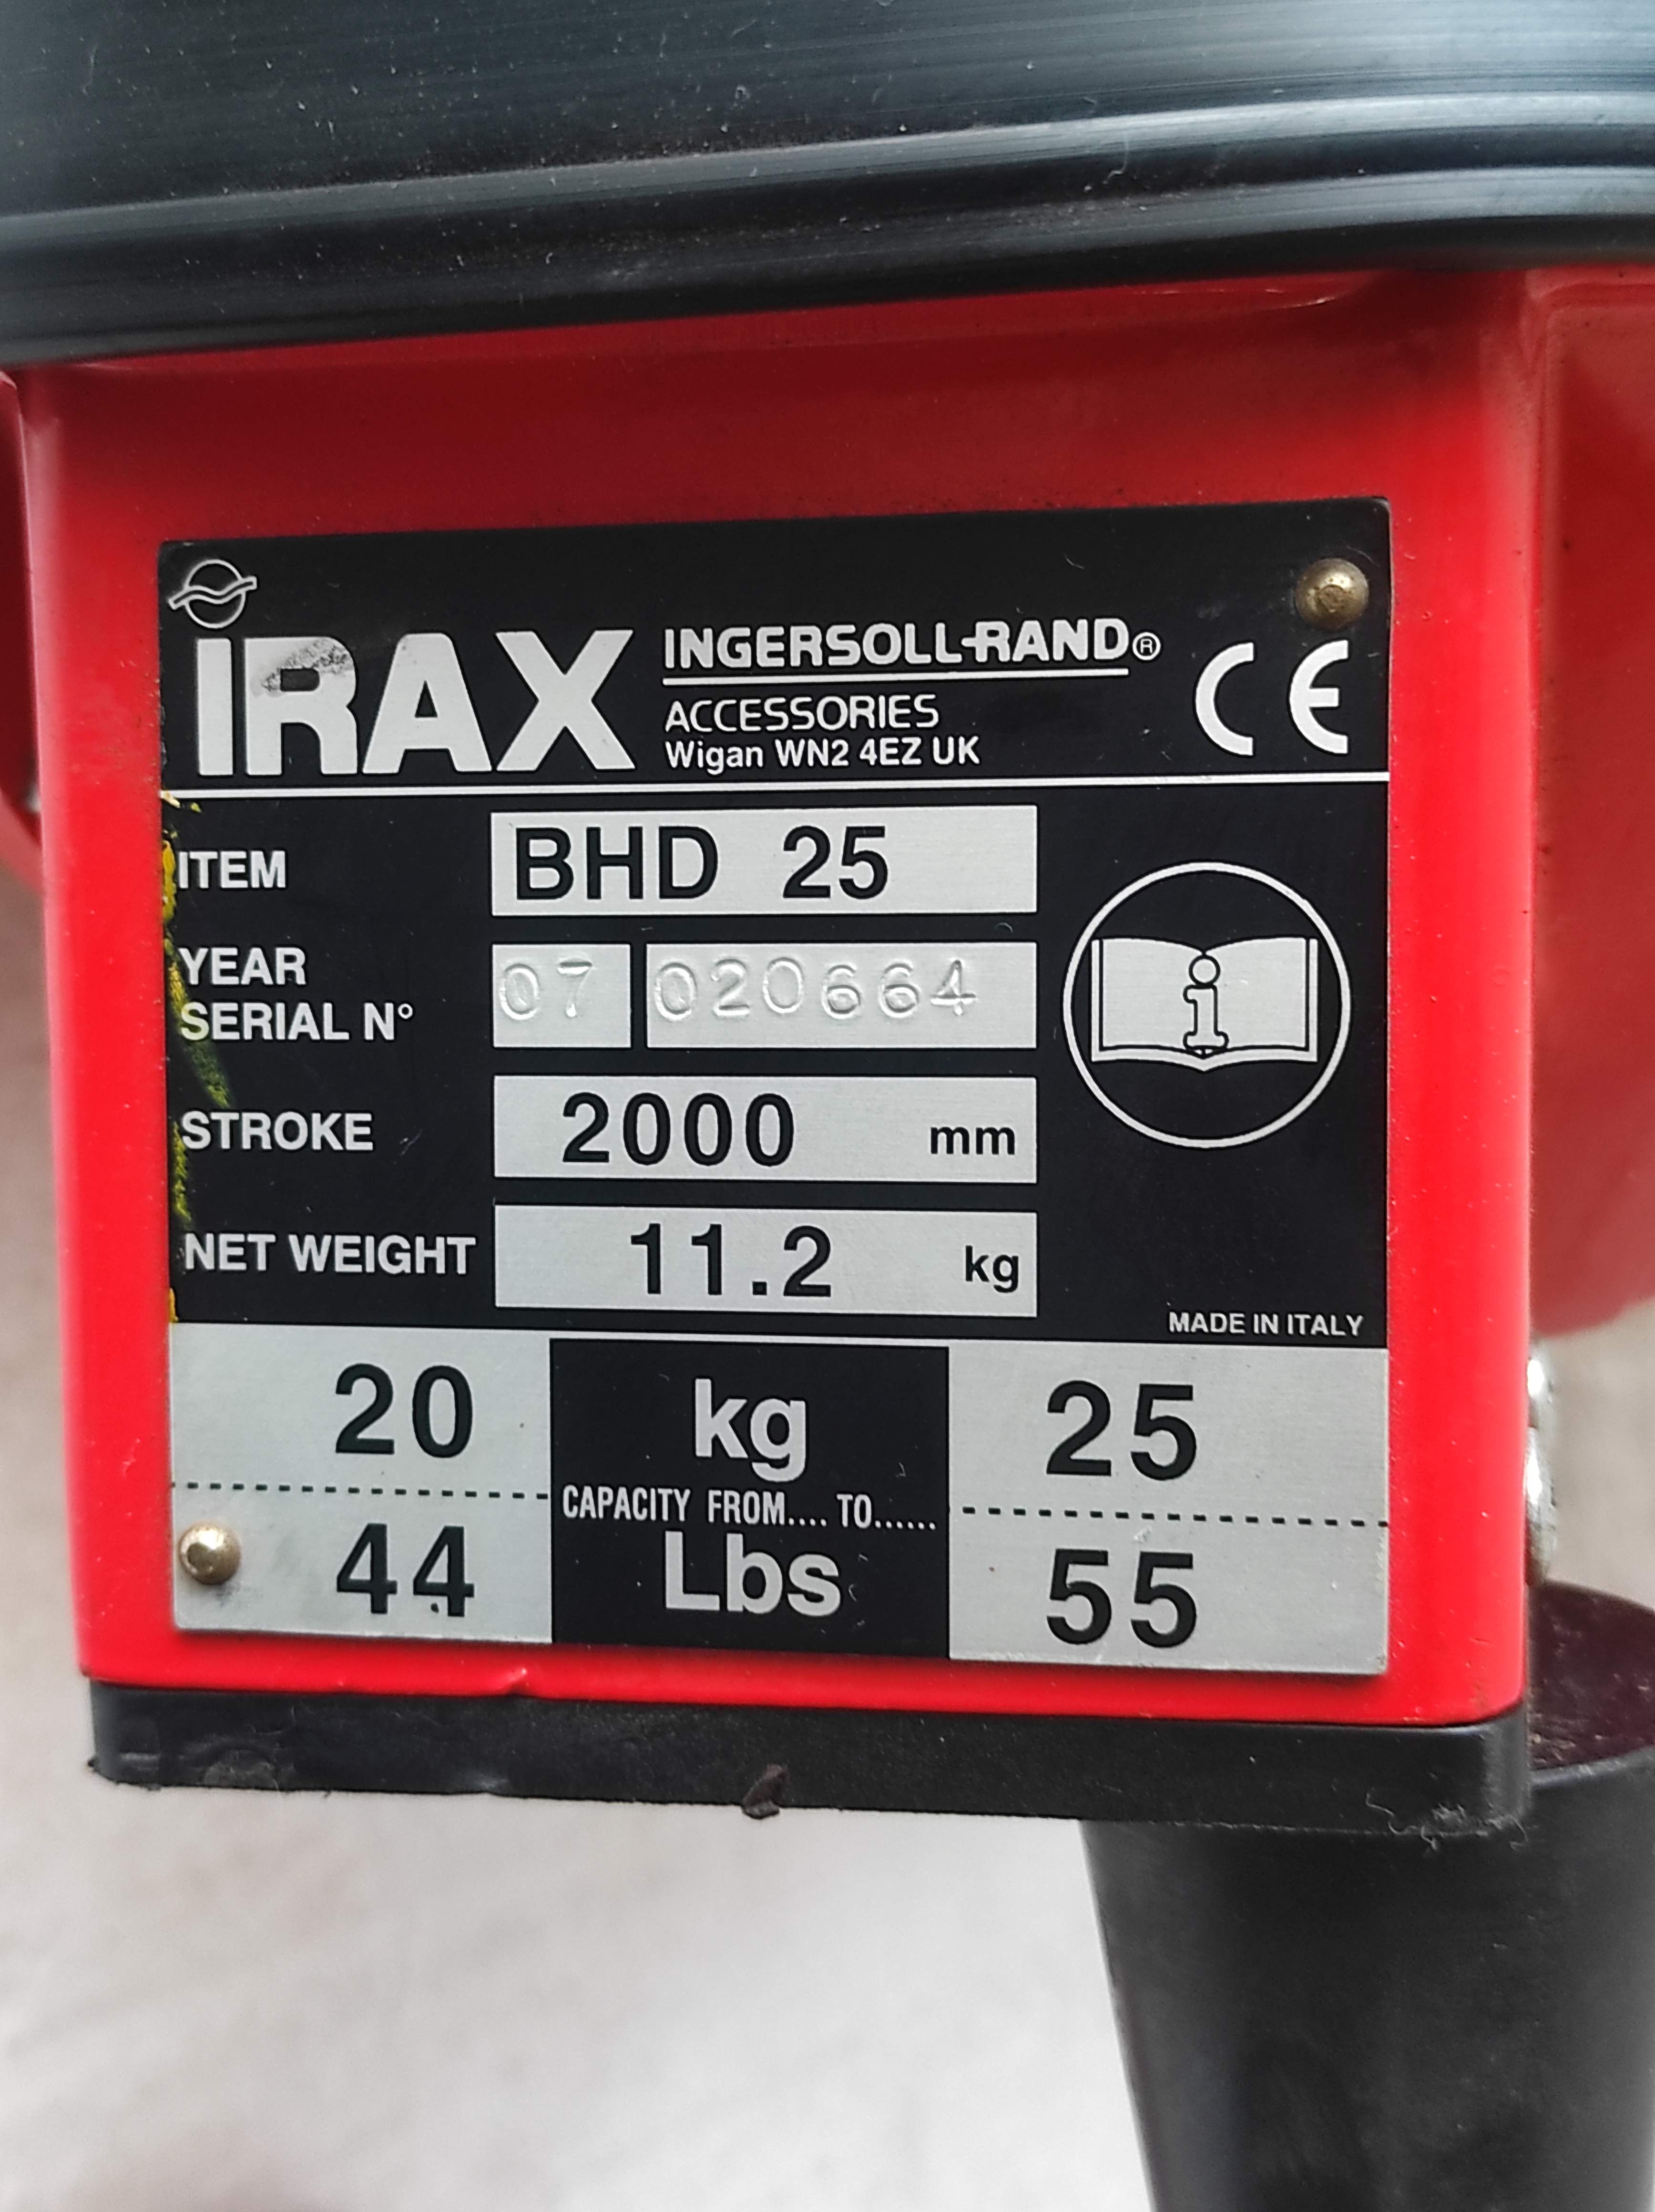 IRAX INGERSOLL-RAND® CE
ACCESSORIES
Wigan WN2 4EZ UK
ITEM BHD 25
YEAR
SERIAL N° 07 020664
STROKE 2000 mm
NET WEIGHT 11.2 kg
MADE IN ITALY
20 kg 25
CAPACITY FROM.... TO......
44 Lbs 55